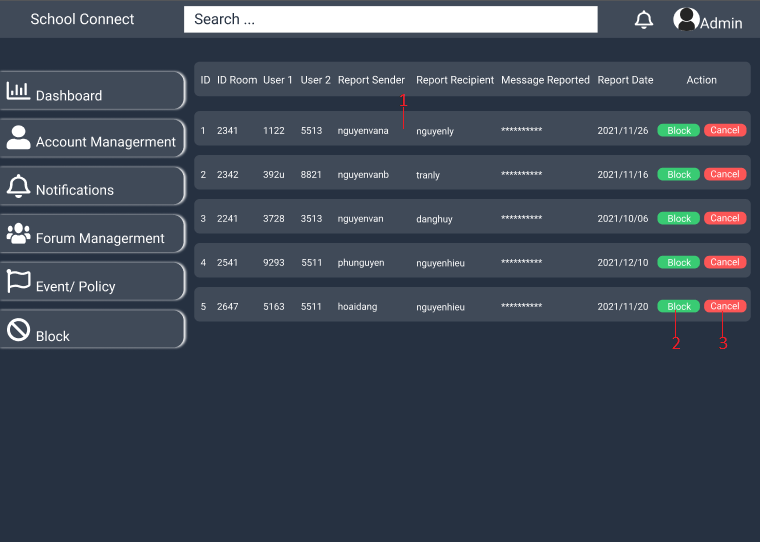 School Connect
Search ...
Admin
ID ID Room User 1 User 2 Report Sender Report Recipient Message Reported Report Date Action
1
1 2341 1122 5513 nguyenvana nguyenly ********** 2021/11/26 Block Cancel
2 2342 392u 8821 nguyenvanb tranly ********** 2021/11/16 Block Cancel
3 2241 3728 3513 nguyenvan danghuy ********** 2021/10/06 Block Cancel
4 2541 9293 5511 phunguyen nguyenhieu ********** 2021/12/10 Block Cancel
5 2647 5163 5511 hoaidang nguyenhieu ********** 2021/11/20 Block Cancel
2 3
Dashboard
Account Managerment
Notifications
Forum Managerment
Event/ Policy
Block